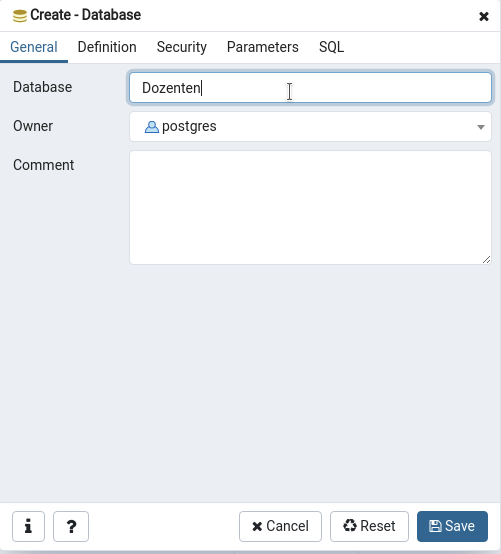 Create - Database
General Definition Security Parameters SQL
Database Dozenten
Owner postgres
Comment
i ? Cancel Reset Save